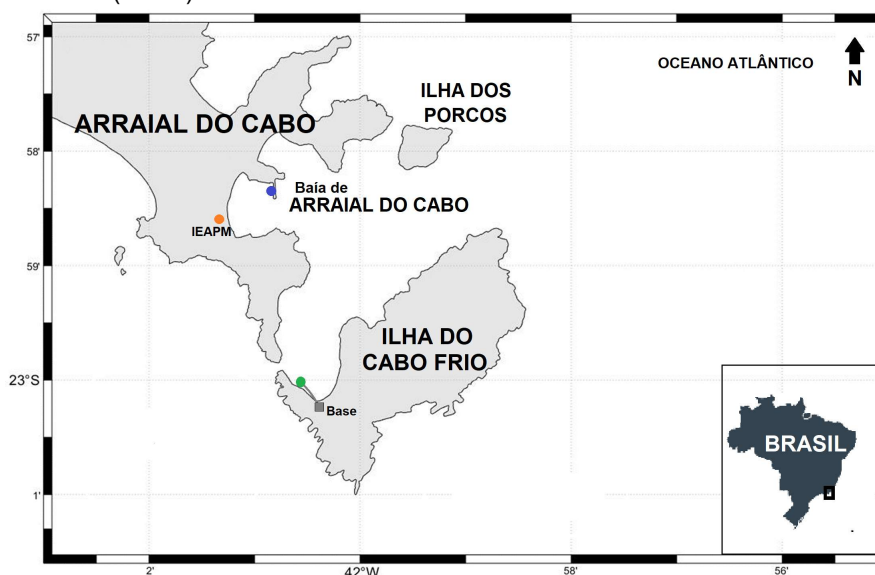 57'
OCEANO ATLÂNTICO
N
ILHA DOS
PORCOS
ARRAIAL DO CABO
58'
Baía de
ARRAIAL DO CABO
IEAPM
59'
ILHA DO
CABO FRIO
23°S
Base
BRASIL
1'
2'
42°W
58'
56'